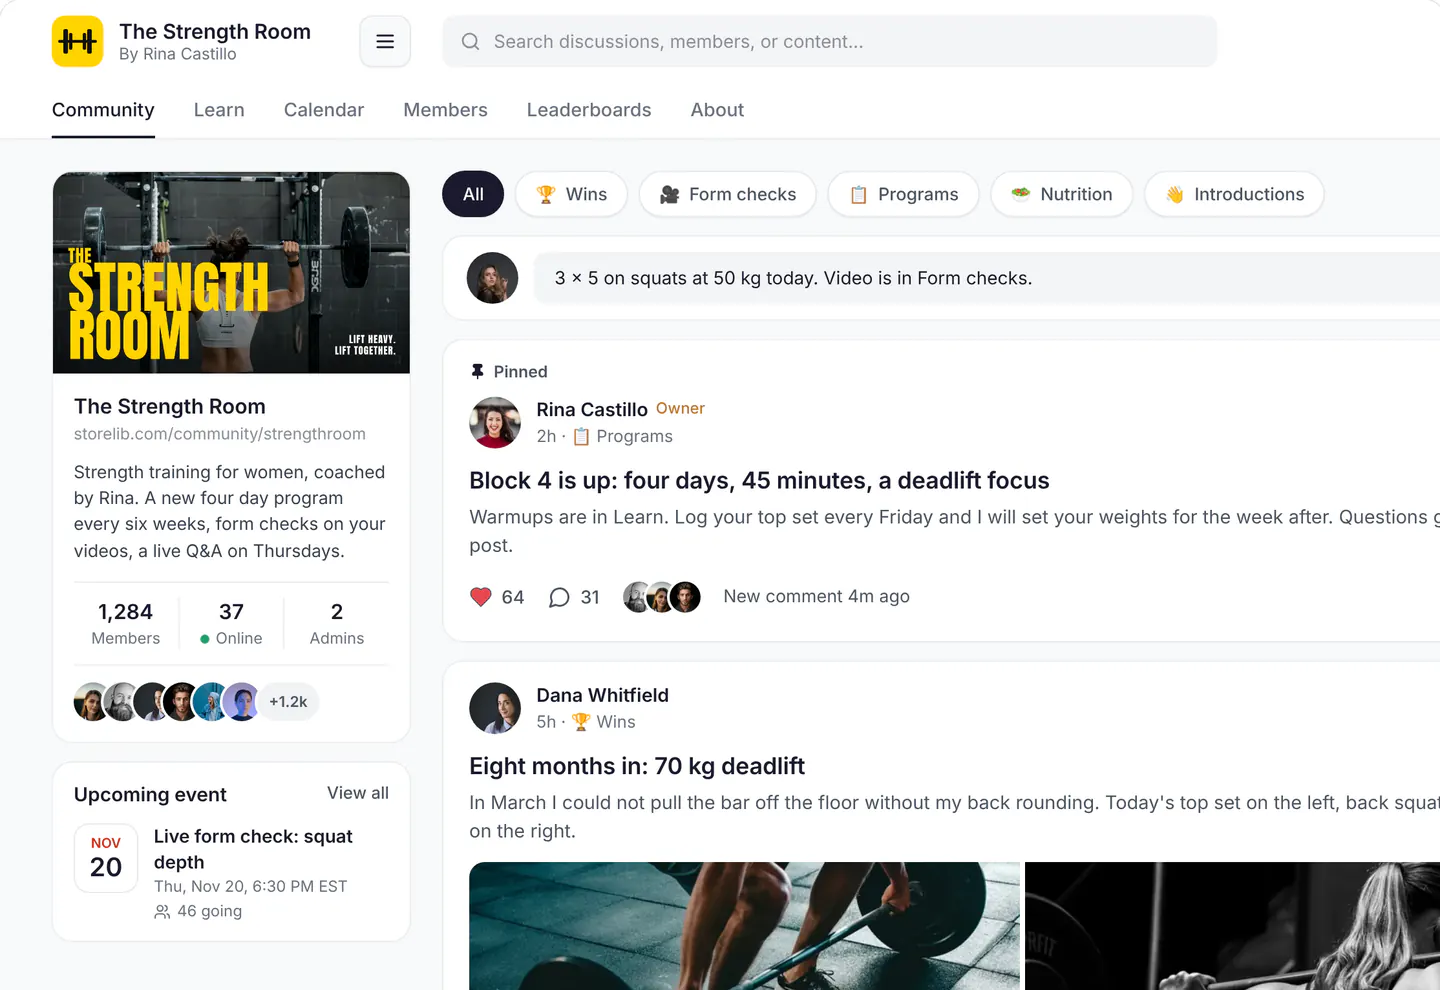 The Strength Room
By Rina Castillo
Search discussions, members, or content...
Community
Learn
Calendar
Members
Leaderboards
About
THE
STRENGTH
ROOM
LIFT HEAVY.
LIFT TOGETHER.
The Strength Room
storelib.com/community/strengthroom
Strength training for women, coached
by Rina. A new four day program
every six weeks, form checks on your
videos, a live Q&A on Thursdays.
1,284
Members
37
Online
2
Admins
+1.2k
Upcoming event
View all
NOV
20
Live form check: squat
depth
Thu, Nov 20, 6:30 PM EST
46 going
All
Wins
Form checks
Programs
Nutrition
Introductions
3 × 5 on squats at 50 kg today. Video is in Form checks.
Pinned
Rina Castillo Owner
2h · Programs
Block 4 is up: four days, 45 minutes, a deadlift focus
Warmups are in Learn. Log your top set every Friday and I will set your weights for the week after. Questions
post.
64
31
New comment 4m ago
Dana Whitfield
5h · Wins
Eight months in: 70 kg deadlift
In March I could not pull the bar off the floor without my back rounding. Today's top set on the left, back squat
on the right.